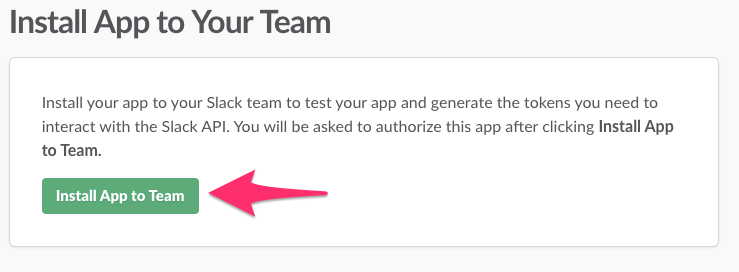 Install App to Your Team
Install your app to your Slack team to test your app and generate the tokens you need to
interact with the Slack API. You will be asked to authorize this app after clicking Install App
to Team.
Install App to Team